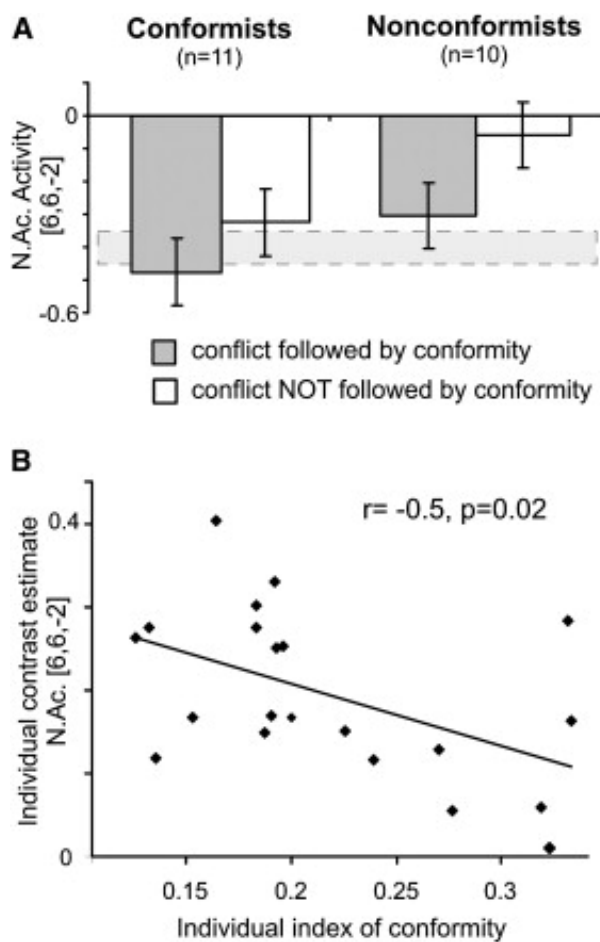 A
Conformists
Nonconformists
(n=11)
(n=10)
0
-0.6
N.Ac. Activity
[6,6,-2]
conflict followed by conformity
conflict NOT followed by conformity
B
r= -0.5, p=0.02
0.4
0
Individual contrast estimate
N.Ac. [6,6,-2]
0.15
0.2
0.25
0.3
Individual index of conformity